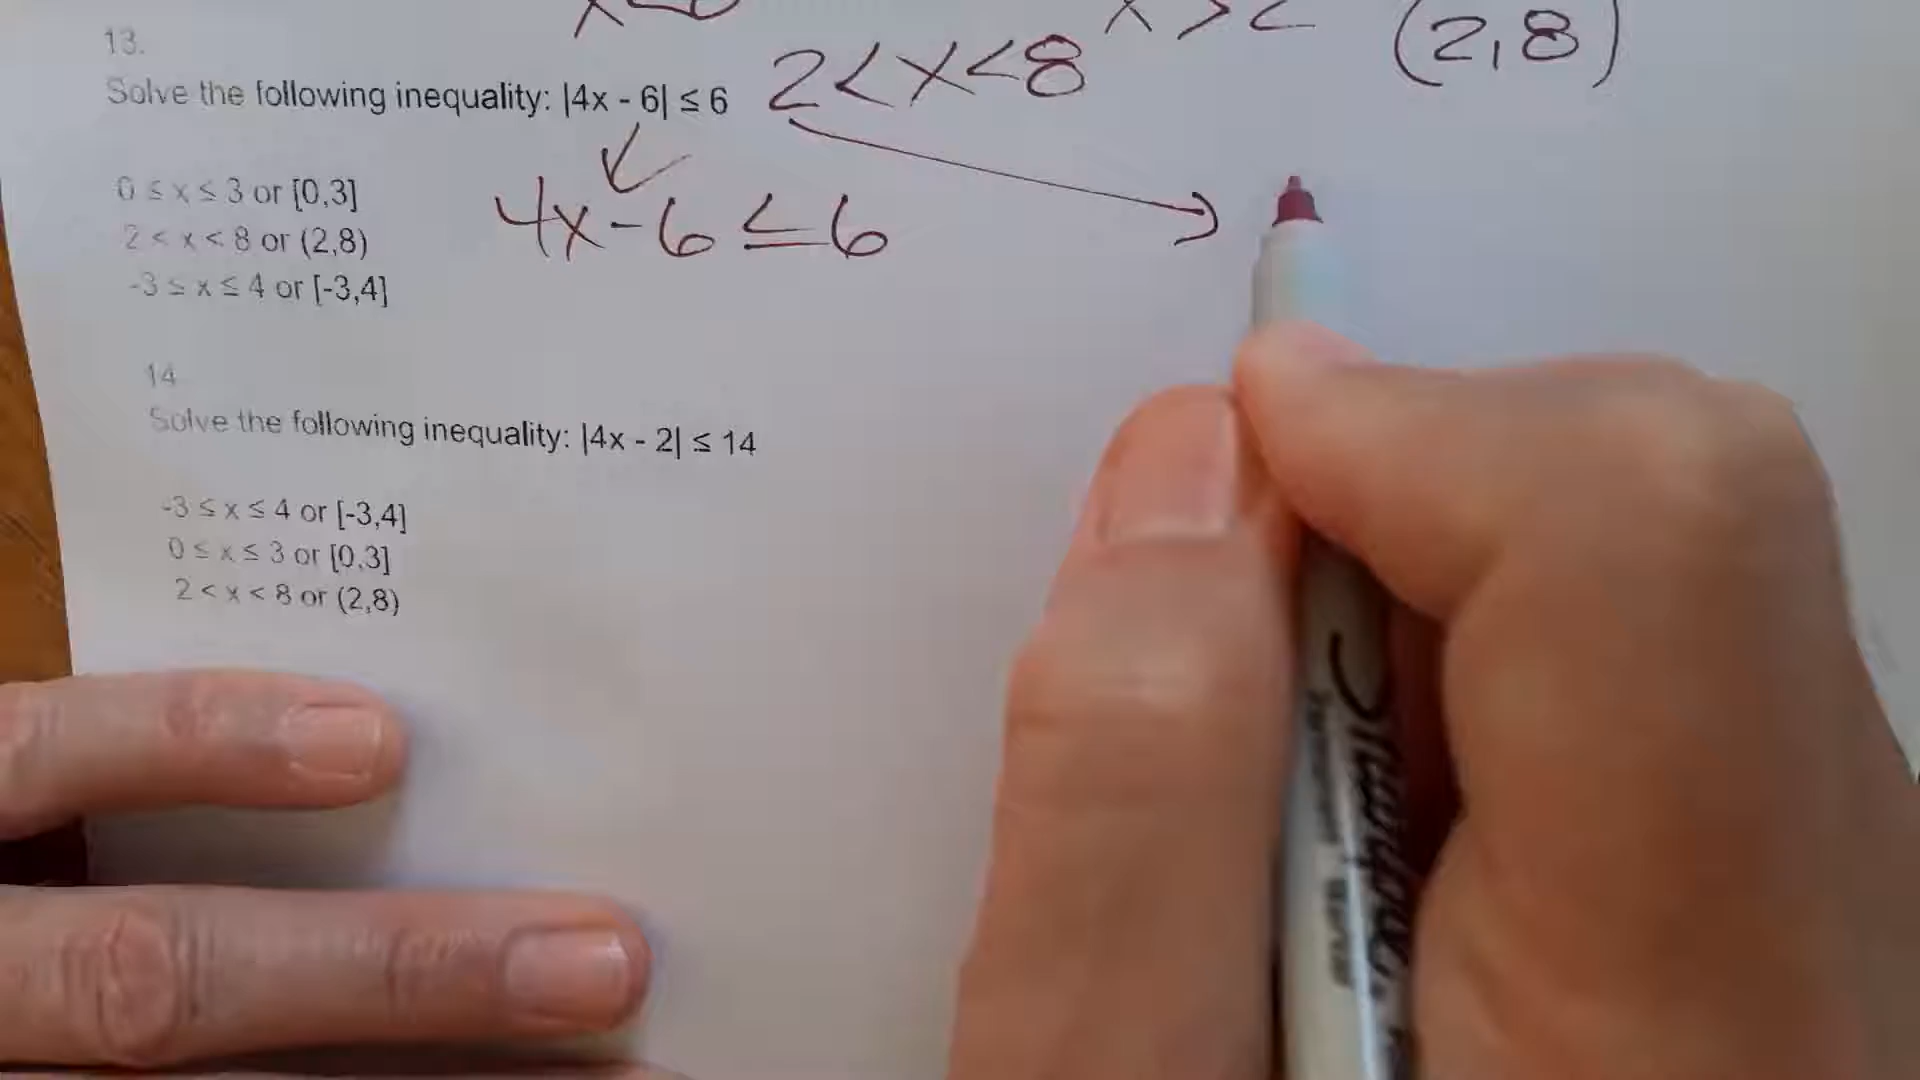 13.
(2,8)
2<x<8
Solve the following inequality: |4x - 6| ≤ 6
0 ≤ x ≤ 3 or [0,3]
2 < x < 8 or (2,8)
-3 ≤ x ≤ 4 or [-3,4]
4x-6≤6
14
Solve the following inequality: |4x - 2| ≤ 14
-3 ≤ x ≤ 4 or [-3,4]
0 ≤ x ≤ 3 or [0,3]
2 < x < 8 or (2,8)